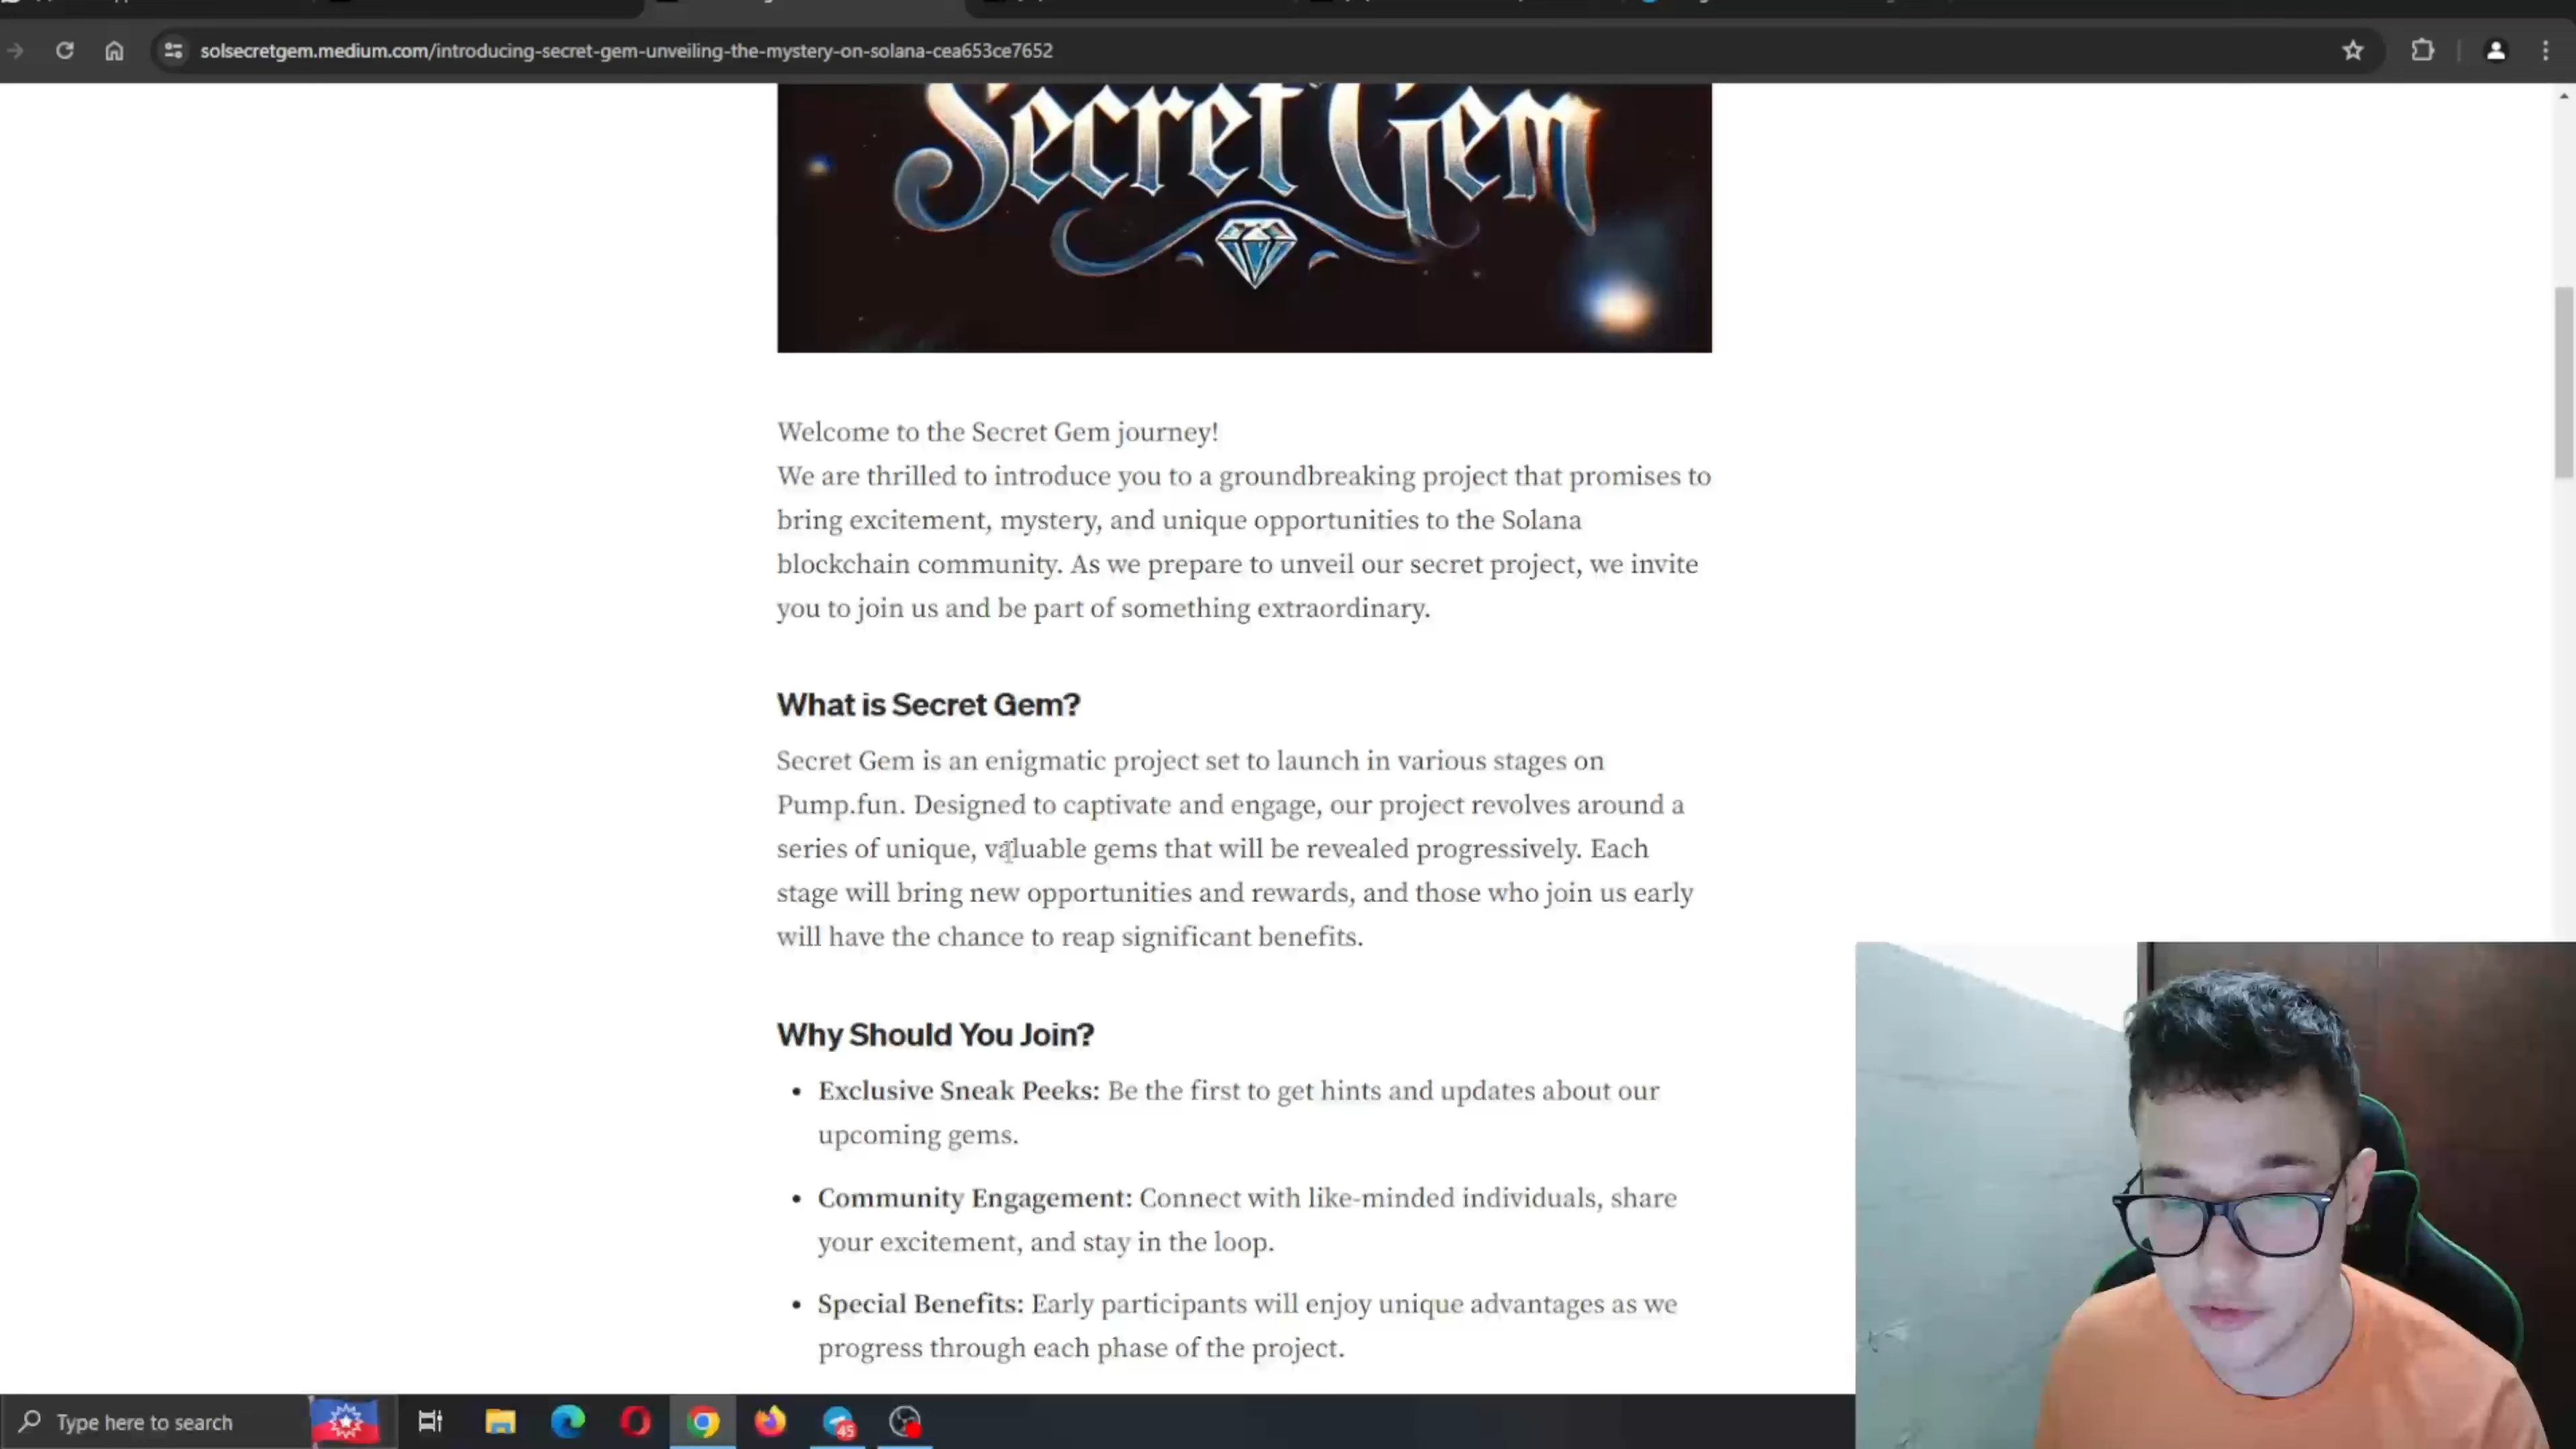 solsecretgem.medium.com/introducing-secret-gem-unveiling-the-mystery-on-solana-cea653ce7652
Secret Gem
Welcome to the Secret Gem journey!
We are thrilled to introduce you to a groundbreaking project that promises to
bring excitement, mystery, and unique opportunities to the Solana
blockchain community. As we prepare to unveil our secret project, we invite
you to join us and be part of something extraordinary.
What is Secret Gem?
Secret Gem is an enigmatic project set to launch in various stages on
Pump.fun. Designed to captivate and engage, our project revolves around a
series of unique, valuable gems that will be revealed progressively. Each
stage will bring new opportunities and rewards, and those who join us early
will have the chance to reap significant benefits.
Why Should You Join?
• Exclusive Sneak Peeks: Be the first to get hints and updates about our
upcoming gems.
• Community Engagement: Connect with like-minded individuals, share
your excitement, and stay in the loop.
• Special Benefits: Early participants will enjoy unique advantages as we
progress through each phase of the project.
Type here to search
45